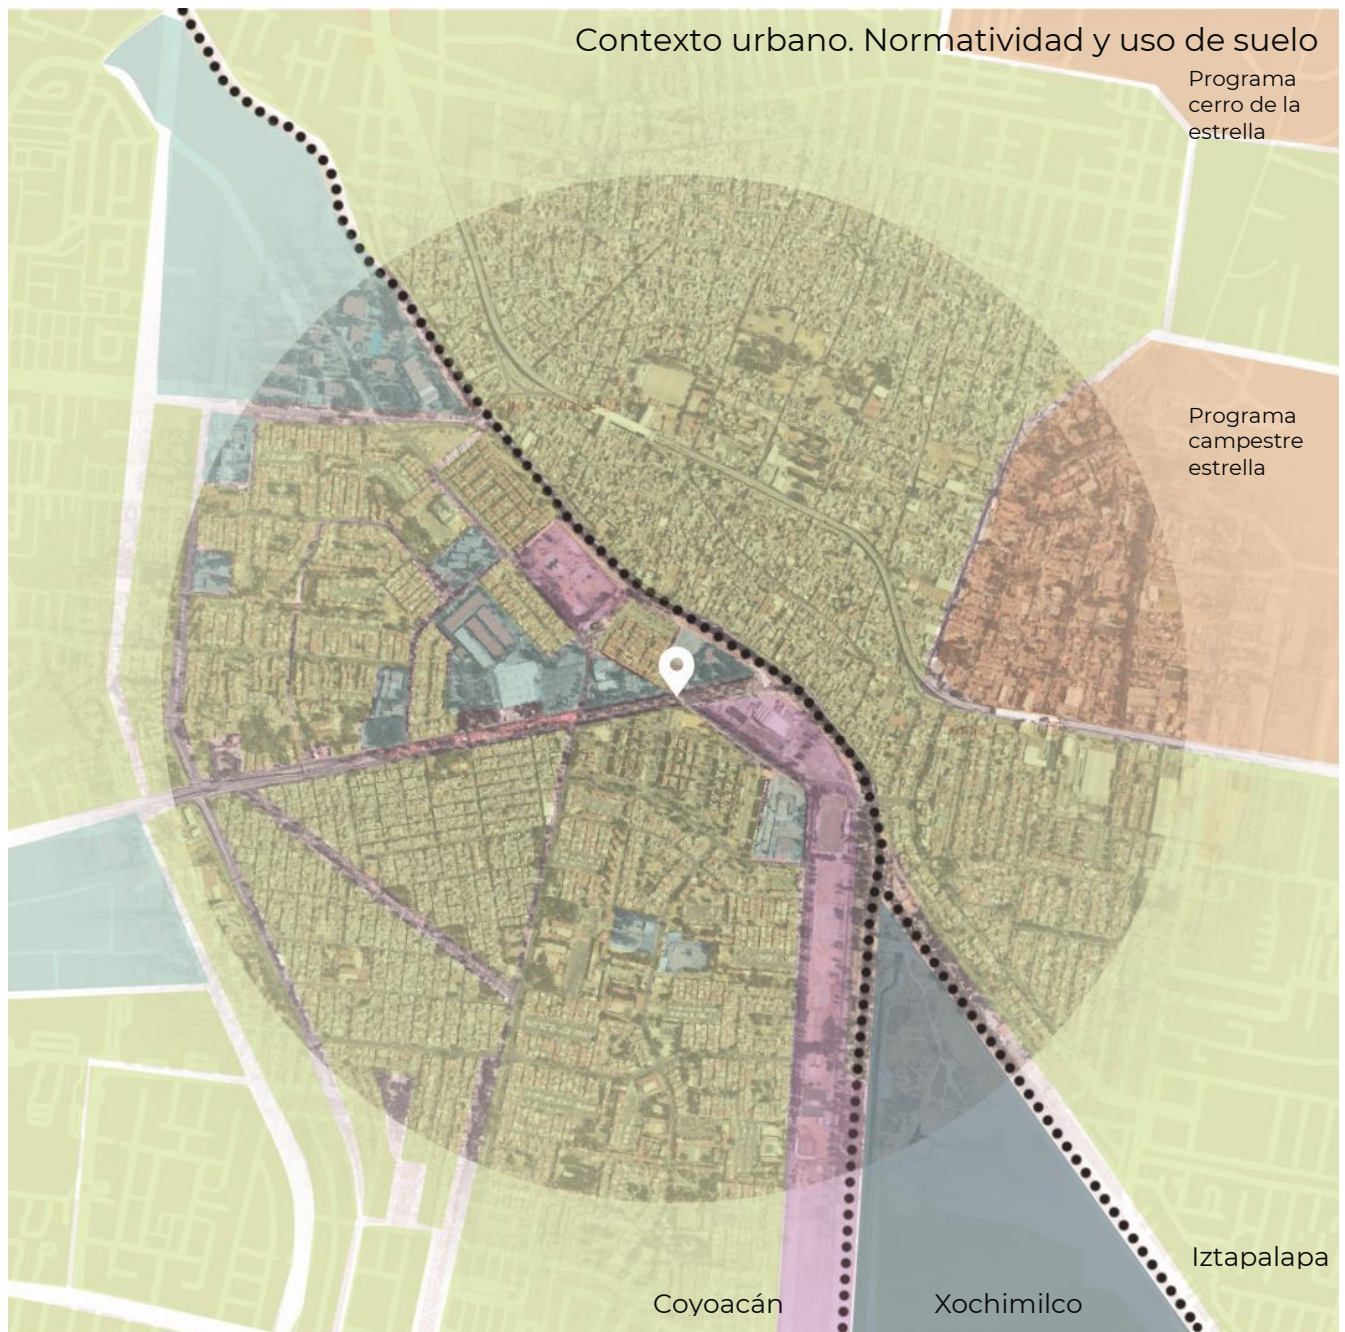 Contexto urbano. Normatividad y uso de suelo
Programa
cerro de la
estrella
Programa
campestre
estrella
Iztapalapa
Coyoacán
Xochimilco